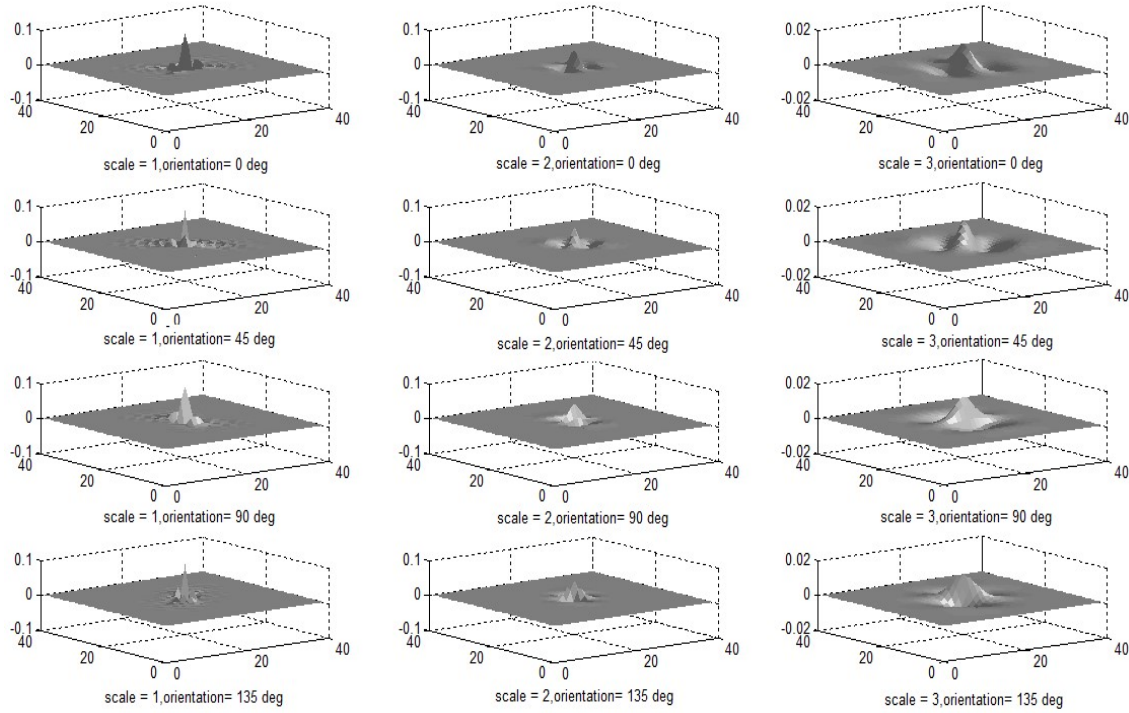 0.1 0.1 0.02
0 0 0
-0.1 -0.1 -0.02
40 40 40
20 20 20
0 0 20 40 0 0 20 40 0 0 20 40
scale = 1,orientation= 0 deg scale = 2,orientation= 0 deg scale = 3,orientation= 0 deg
0.1 0.1 0.02
0 0 0
-0.1 -0.1 -0.02
40 40 40
20 20 20
0 0 20 40 0 0 20 40 0 0 20 40
scale = 1,orientation= 45 deg scale = 2,orientation= 45 deg scale = 3,orientation= 45 deg
0.1 0.1 0.02
0 0 0
-0.1 -0.1 -0.02
40 40 40
20 20 20
0 0 20 40 0 0 20 40 0 0 20 40
scale = 1,orientation= 90 deg scale = 2,orientation= 90 deg scale = 3,orientation= 90 deg
0.1 0.1 0.02
0 0 0
-0.1 -0.1 -0.02
40 40 40
20 20 20
0 0 20 40 0 0 20 40 0 0 20 40
scale = 1,orientation= 135 deg scale = 2,orientation= 135 deg scale = 3,orientation= 135 deg